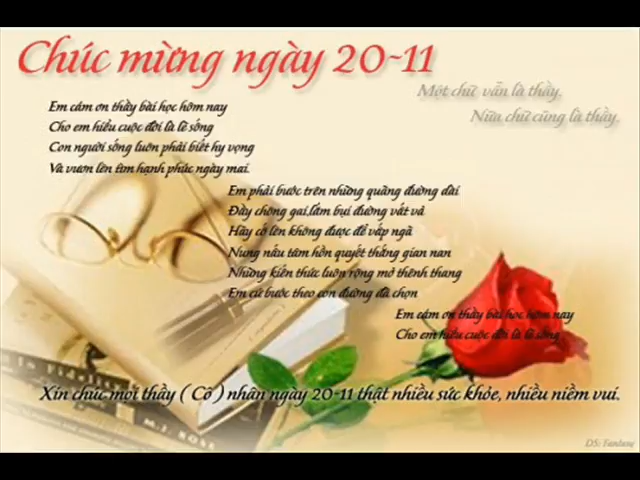 Chúc mừng ngày 20-11
Một chữ vẫn là thầy.
Nữa chữ cũng là thầy.
Em cám ơn thầy bài học hôm nay
Cho em hiểu cuộc đời là lẽ sống
Con người sống luôn phải biết hy vọng
Và vươn lên tìm hạnh phúc ngày mai.
Em phải bước trên những quãng đường dài
Đầy chông gai,lắm bụi đường vất vả
Hãy cố lên không được để vấp ngã
Nung nấu tâm hồn quyết thắng gian nan
Những kiến thức luôn rộng mở thênh thang
Em cứ bước theo con đường đã chọn
Em cám ơn thầy bài học hôm nay
Cho em hiểu cuộc đời là lẽ sống
Xin chúc mọi thầy ( Cô ) nhân ngày 20-11 thật nhiều sức khỏe, nhiều niềm vui.
M.J. ROSE
DS: Fantasy